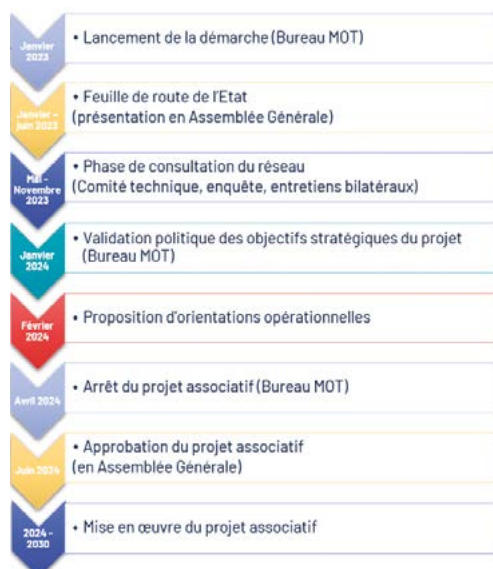 Janvier
2023
• Lancement de la démarche (Bureau MOT)
Janvier -
juin 2023
• Feuille de route de l'Etat
(présentation en Assemblée Générale)
Mai -
Novembre
2023
• Phase de consultation du réseau
(Comité technique, enquête, entretiens bilatéraux)
Janvier
2024
• Validation politique des objectifs stratégiques du projet
(Bureau MOT)
Février
2024
• Proposition d'orientations opérationnelles
Avril 2024
• Arrêt du projet associatif (Bureau MOT)
Juin 2024
• Approbation du projet associatif
(en Assemblée Générale)
2024 -
2030
• Mise en œuvre du projet associatif